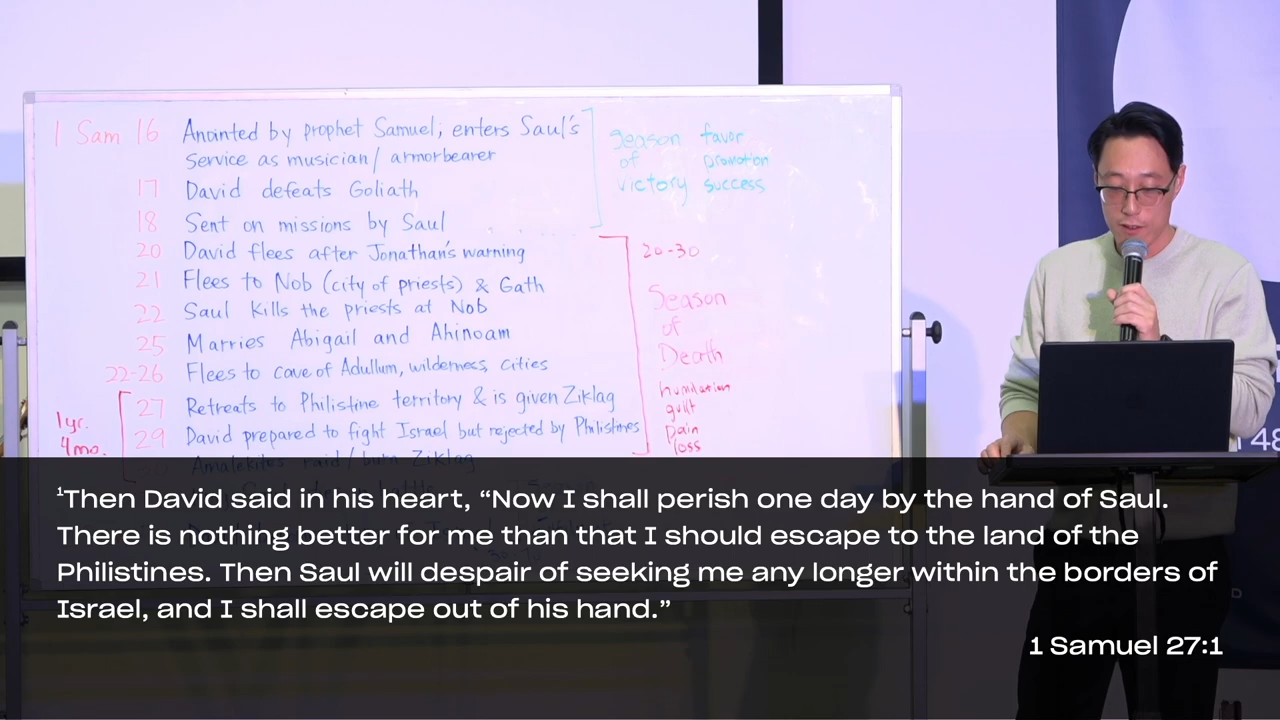 1 Sam 16 Anointed by prophet Samuel; enters Saul's
Service as musician / armorbearer
17 David defeats Goliath
18 Sent on missions by Saul
20 David flees after Jonathan's warning
21 Flees to Nob (city of priests) & Gath
22 Saul kills the priests at Nob
25 Marries Abigail and Ahinoam
22-26 Flees to cave of Adullum, wilderness, cities
27 Retreats to Philistine territory & is given Ziklag
29 David prepared to fight Israel but rejected by Philistines
Amalekites raid / burn Ziklag
1yr.
4mo.
Season favor
of promotion
victory success
20-30
Season
of
Death
humiliation
guilt
pain
loss
48
¹Then David said in his heart, “Now I shall perish one day by the hand of Saul.
There is nothing better for me than that I should escape to the land of the
Philistines. Then Saul will despair of seeking me any longer within the borders of
Israel, and I shall escape out of his hand.”
1 Samuel 27:1